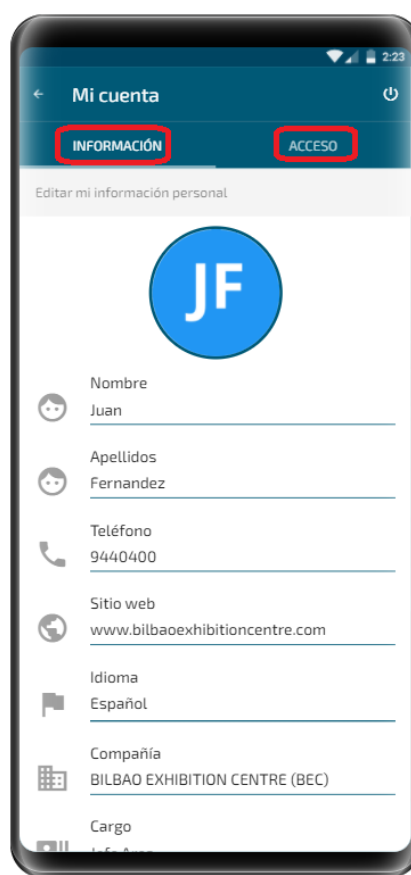 2:23
Mi cuenta
INFORMACIÓN ACCESO
Editar mi información personal
JF
Nombre
Juan
Apellidos
Fernandez
Teléfono
9440400
Sitio web
www.bilbaoexhibitioncentre.com
Idioma
Español
Compañía
BILBAO EXHIBITION CENTRE (BEC)
Cargo